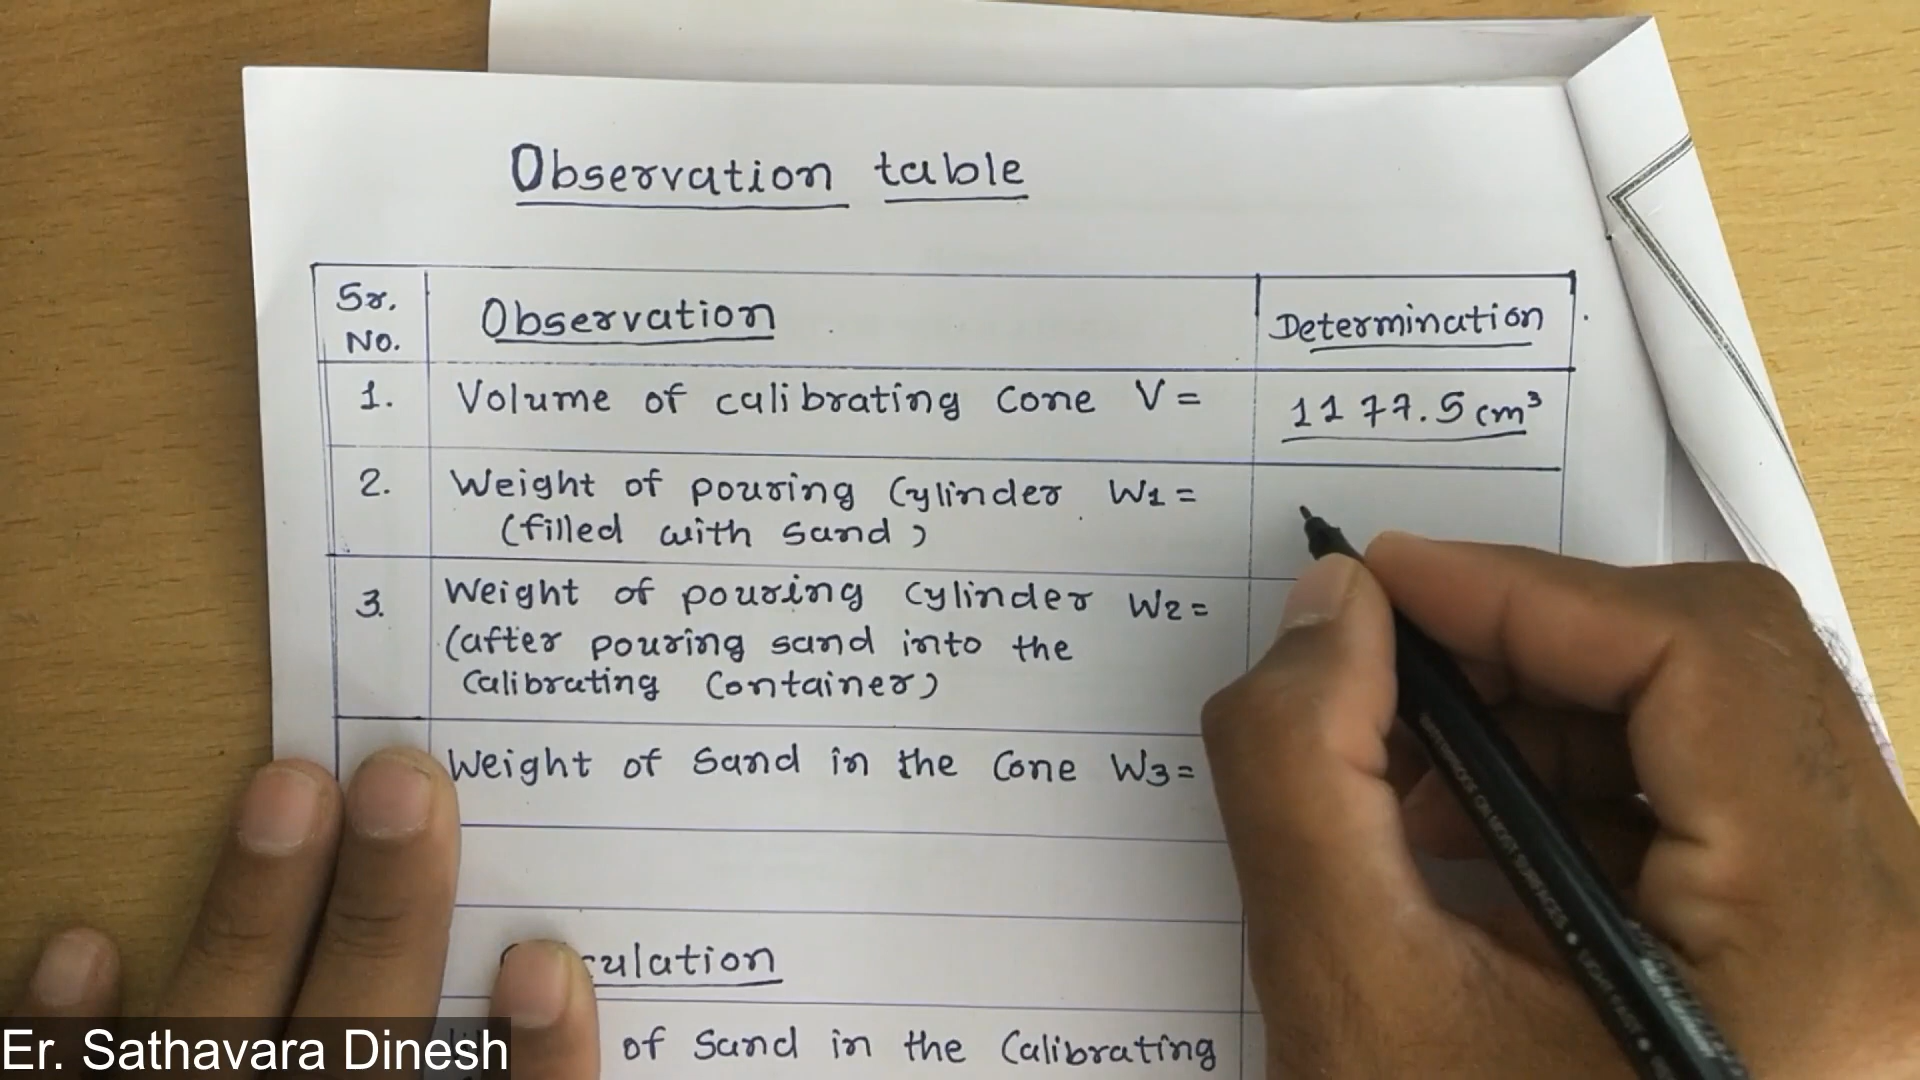 Observation table
Sr.
No.
Observation
Determination
1.
Volume of calibrating Cone V =
1177.5 cm³
2.
Weight of pouring Cylinder W1 =
(filled with sand)
3.
Weight of pouring Cylinder W2 =
(after pouring sand into the
Calibrating Container)
Weight of Sand in the Cone W3 =
culation
of Sand in the Calibrating
Er. Sathavara Dinesh